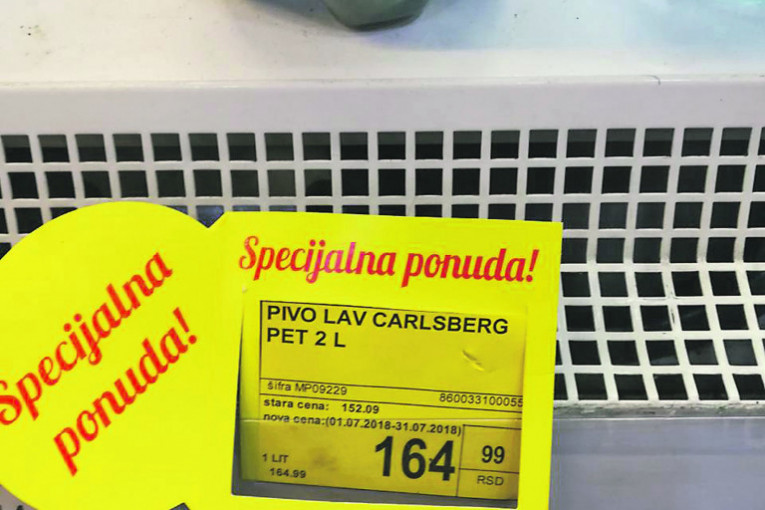 Specijalna
ponuda!
Specijalna ponuda!
PIVO LAV CARLSBERG
PET 2 L
šifra MP09229
860033100055
stara cena: 152.09
nova cena:(01.07.2018-31.07.2018)
1 LIT
164.99
164 99
RSD